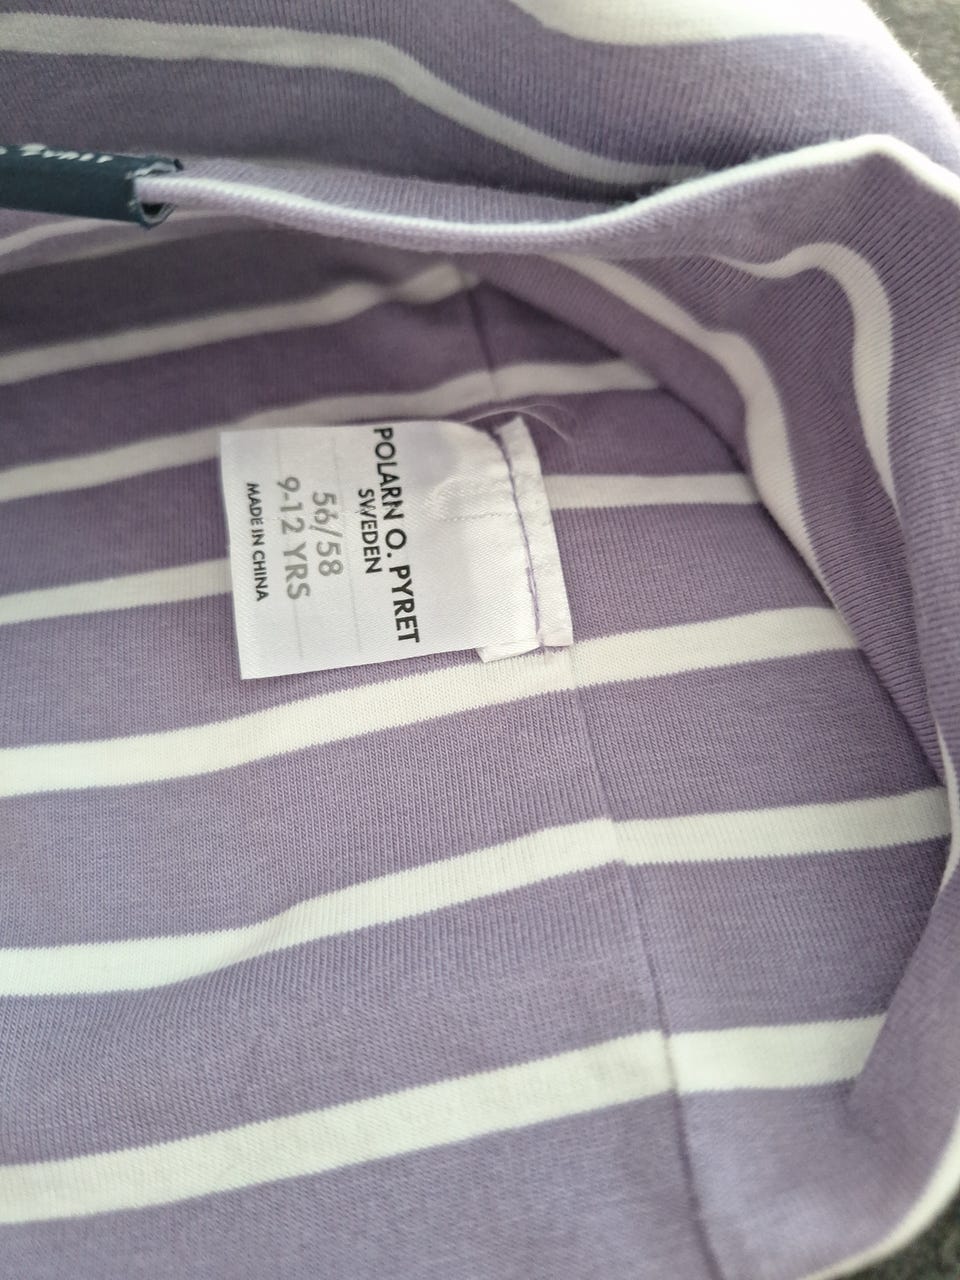 POLARN O. PYRET
SWEDEN
56/58
9-12 YRS
MADE IN CHINA